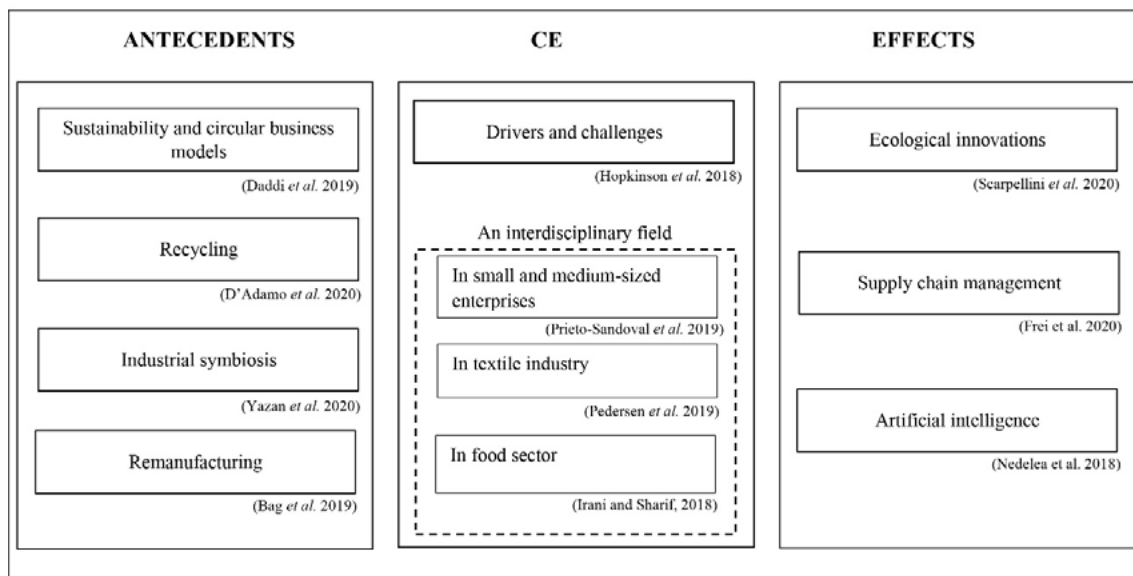 ANTECEDENTS
Sustainability and circular business
models
(Daddi et al. 2019)
Recycling
(D’Adamo et al. 2020)
Industrial symbiosis
(Yazan et al. 2020)
Remanufacturing
(Bag et al. 2019)
CE
Drivers and challenges
(Hopkinson et al. 2018)
An interdisciplinary field
In small and medium-sized
enterprises
(Prieto-Sandoval et al. 2019)
In textile industry
(Pedersen et al. 2019)
In food sector
(Irani and Sharif, 2018)
EFFECTS
Ecological innovations
(Scarpellini et al. 2020)
Supply chain management
(Frei et al. 2020)
Artificial intelligence
(Nedelea et al. 2018)